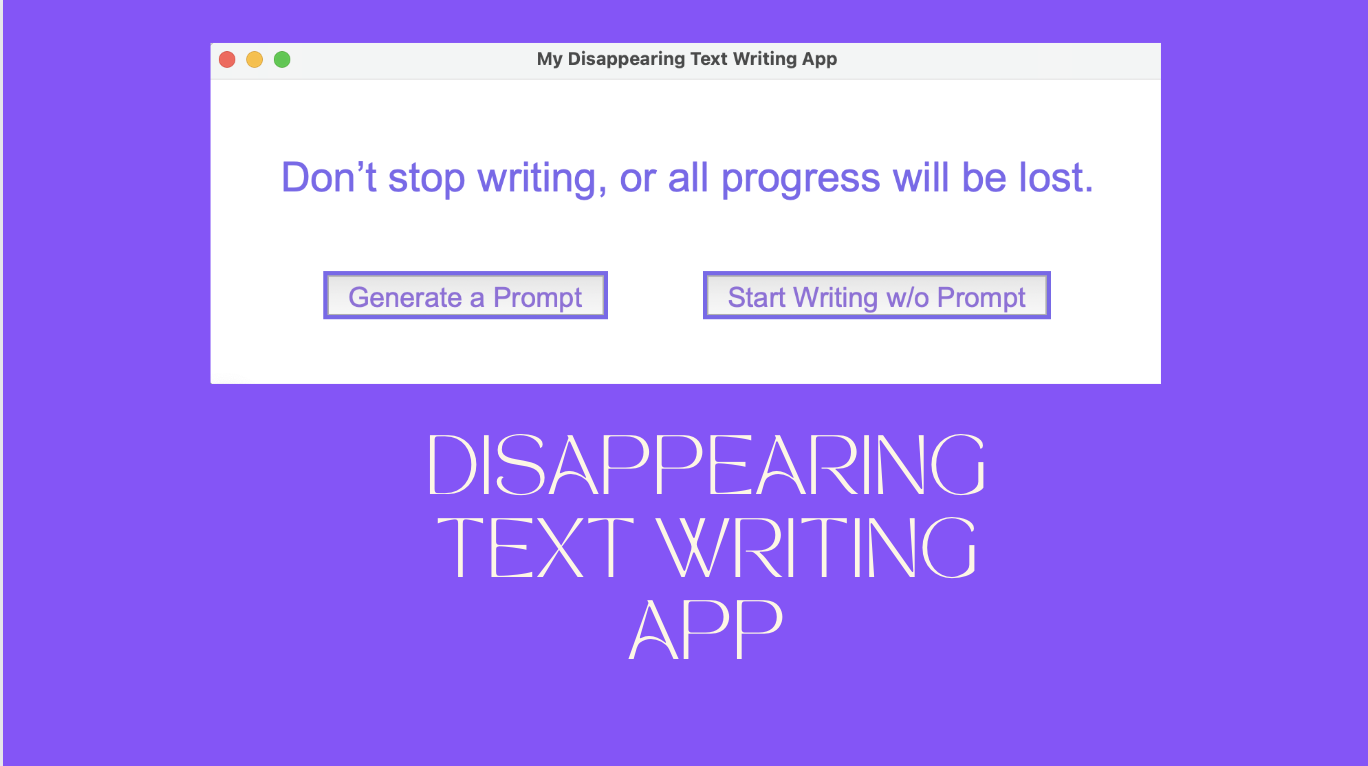 My Disappearing Text Writing App
Don’t stop writing, or all progress will be lost.
Generate a Prompt
Start Writing w/o Prompt
DISAPPEARING
TEXT WRITING
APP